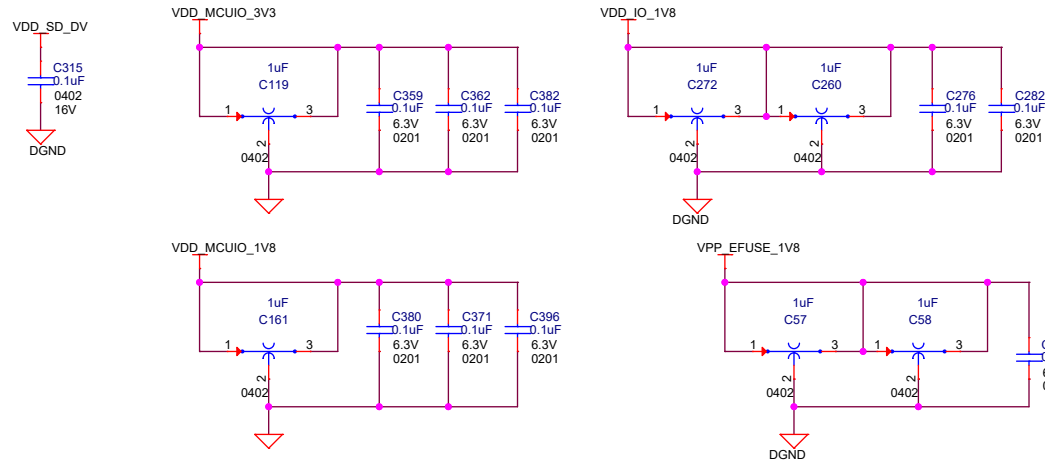 VDD_SD_DV
C315
0.1uF
0402
16V
DGND
VDD_MCUIO_3V3
1uF
C119
1
3
2
0402
C359
0.1uF
6.3V
0201
C362
0.1uF
6.3V
0201
C382
0.1uF
6.3V
0201
VDD_IO_1V8
1uF
C272
1
3
2
0402
1uF
C260
1
3
2
0402
C276
0.1uF
6.3V
0201
C282
0.1uF
6.3V
0201
DGND
VDD_MCUIO_1V8
1uF
C161
1
3
2
0402
C380
0.1uF
6.3V
0201
C371
0.1uF
6.3V
0201
C396
0.1uF
6.3V
0201
VPP_EFUSE_1V8
1uF
C57
1
3
2
0402
1uF
C58
1
3
2
0402
DGND